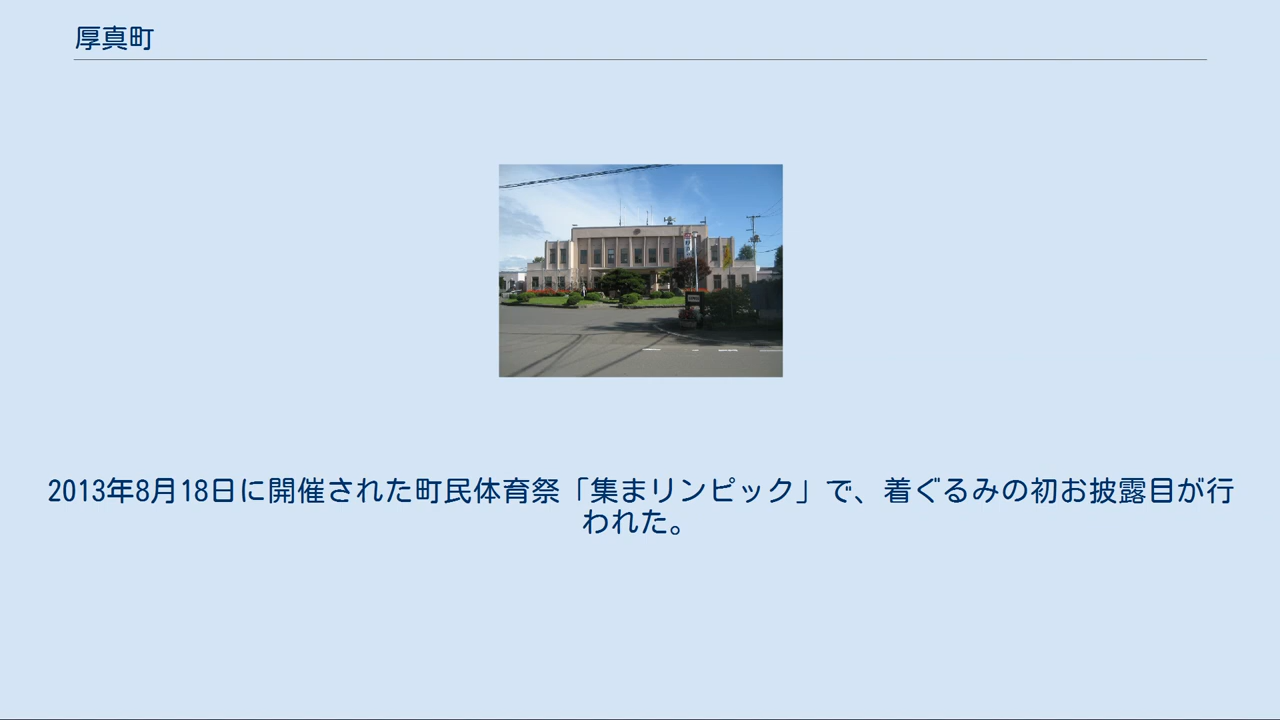 厚真町
2013年8月18日に開催された町民体育祭「集まリンピック」で、着ぐるみの初お披露目が行
われた。